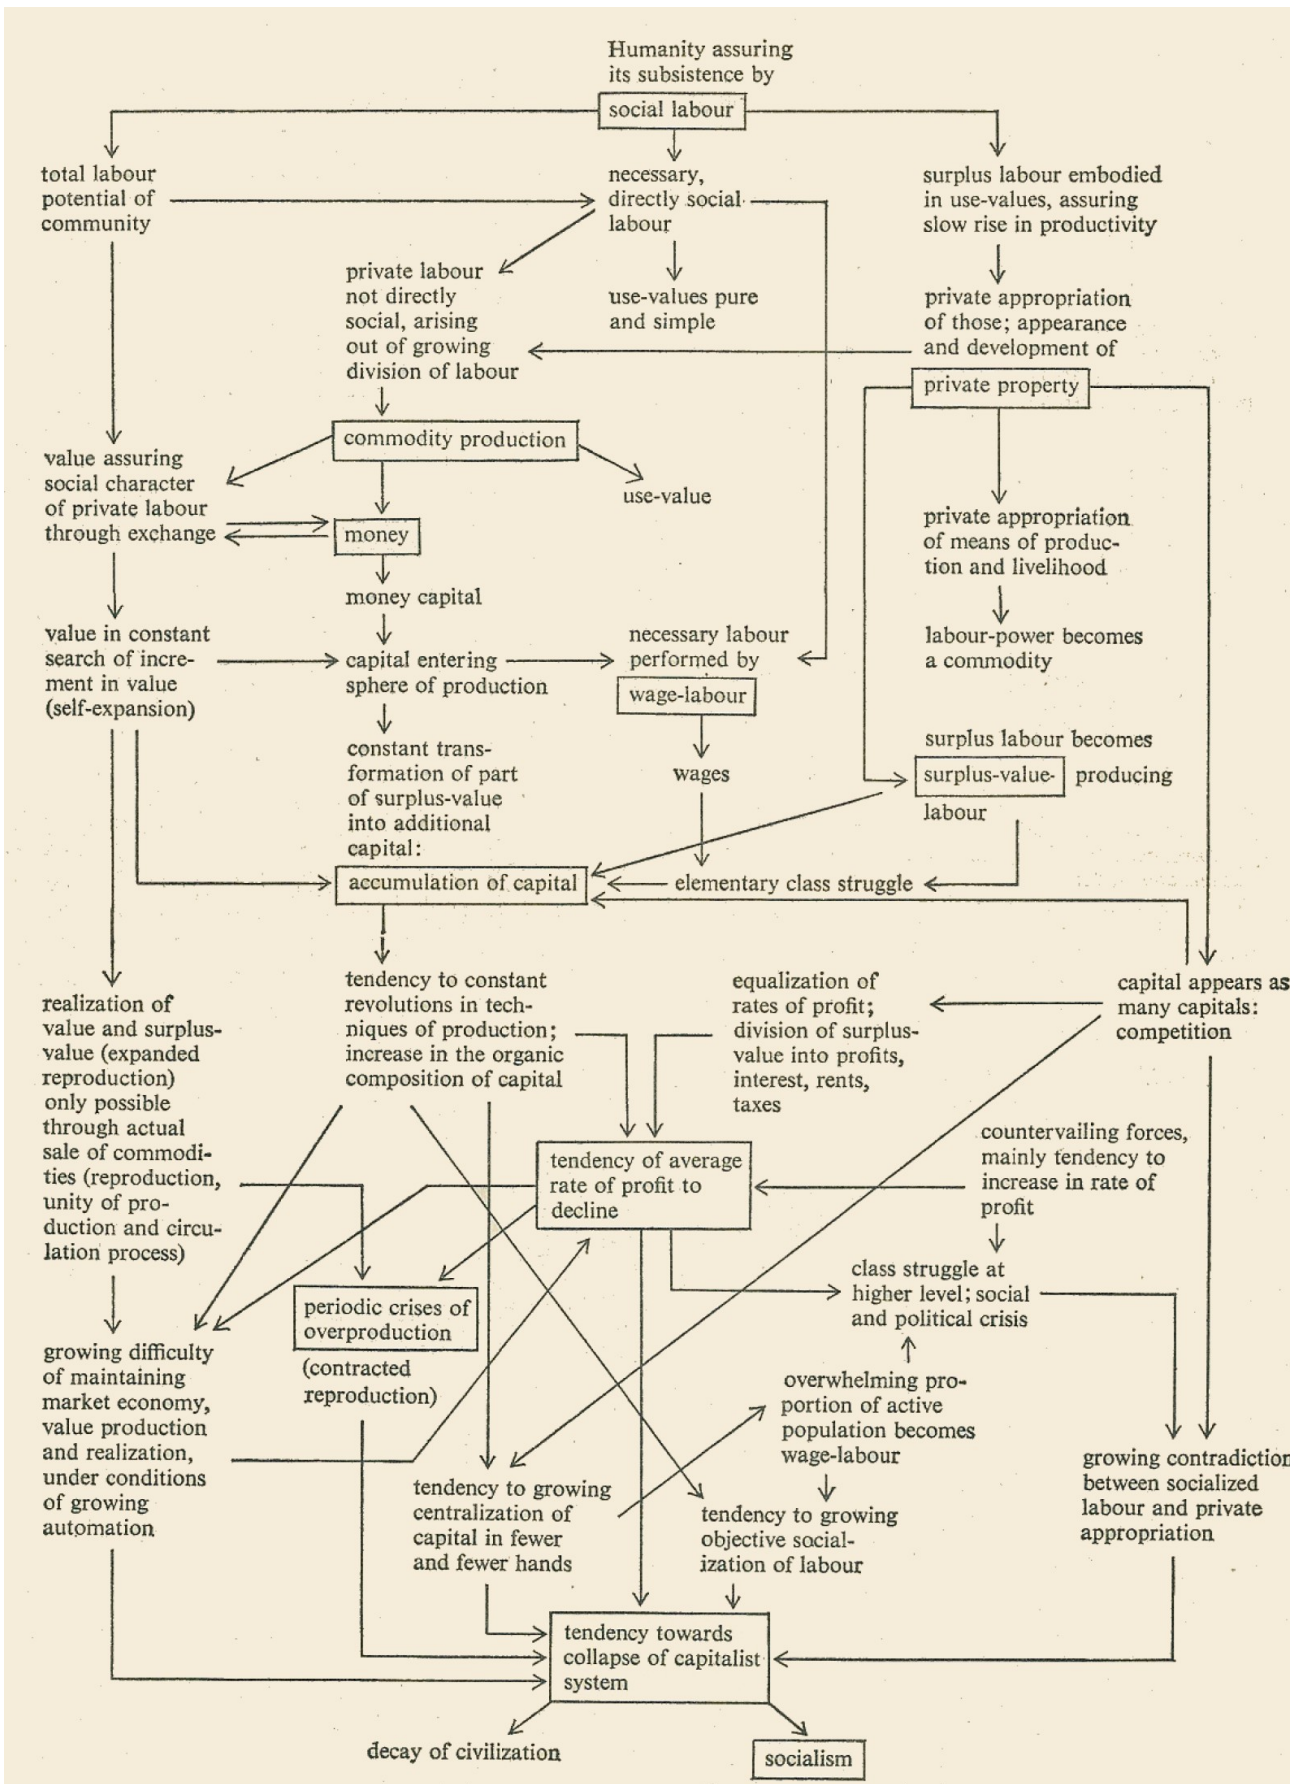 Humanity assuring
its subsistence by
social labour
total labour
potential of
community
necessary,
directly social
labour
surplus labour embodied
in use-values, assuring
slow rise in productivity
private labour
not directly
social, arising
out of growing
division of labour
use-values pure
and simple
private appropriation
of those; appearance
and development of
private property
commodity production
value assuring
social character
of private labour
through exchange
use-value
money
private appropriation
of means of produc-
tion and livelihood
money capital
value in constant
search of incre-
ment in value
(self-expansion)
capital entering
sphere of production
necessary labour
performed by
wage-labour
labour-power becomes
a commodity
constant trans-
formation of part
of surplus-value
into additional
capital:
accumulation of capital
wages
surplus labour becomes
surplus-value- producing
labour
elementary class struggle
realization of
value and surplus-
value (expanded
reproduction)
only possible
through actual
sale of commodi-
ties (reproduction,
unity of pro-
duction and circu-
lation process)
tendency to constant
revolutions in tech-
niques of production;
increase in the organic
composition of capital
equalization of
rates of profit;
division of surplus-
value into profits,
interest, rents,
taxes
capital appears as
many capitals:
competition
tendency of average
rate of profit to
decline
countervailing forces,
mainly tendency to
increase in rate of
profit
periodic crises of
overproduction
(contracted
reproduction)
class struggle at
higher level; social
and political crisis
growing difficulty
of maintaining
market economy,
value production
and realization,
under conditions
of growing
automation
overwhelming pro-
portion of active
population becomes
wage-labour
tendency to growing
centralization of
capital in fewer
and fewer hands
tendency to growing
objective social-
ization of labour
growing contradiction
between socialized
labour and private
appropriation
tendency towards
collapse of capitalist
system
decay of civilization
socialism